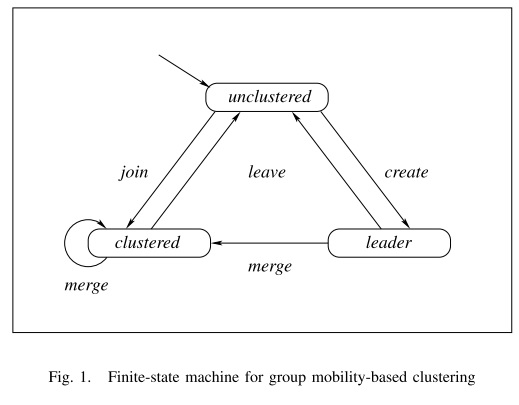 unclustered
join
leave
create
clustered
leader
merge
merge
Fig. 1. Finite-state machine for group mobility-based clustering